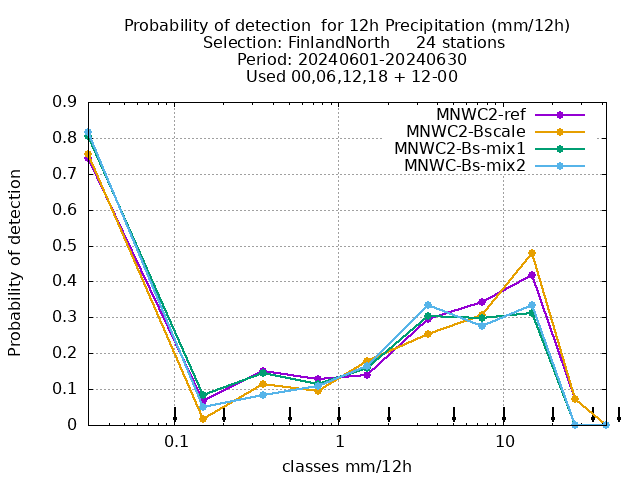 Probability of detection  for 12h Precipitation (mm/12h)
Selection: FinlandNorth     24 stations
Period: 20240601-20240630
Used 00,06,12,18 + 12-00
MNWC2-ref
MNWC2-Bscale
MNWC2-Bs-mix1
MNWC-Bs-mix2
Probability of detection
0.9
0.8
0.7
0.6
0.5
0.4
0.3
0.2
0.1
0
0.1 1 10
classes mm/12h